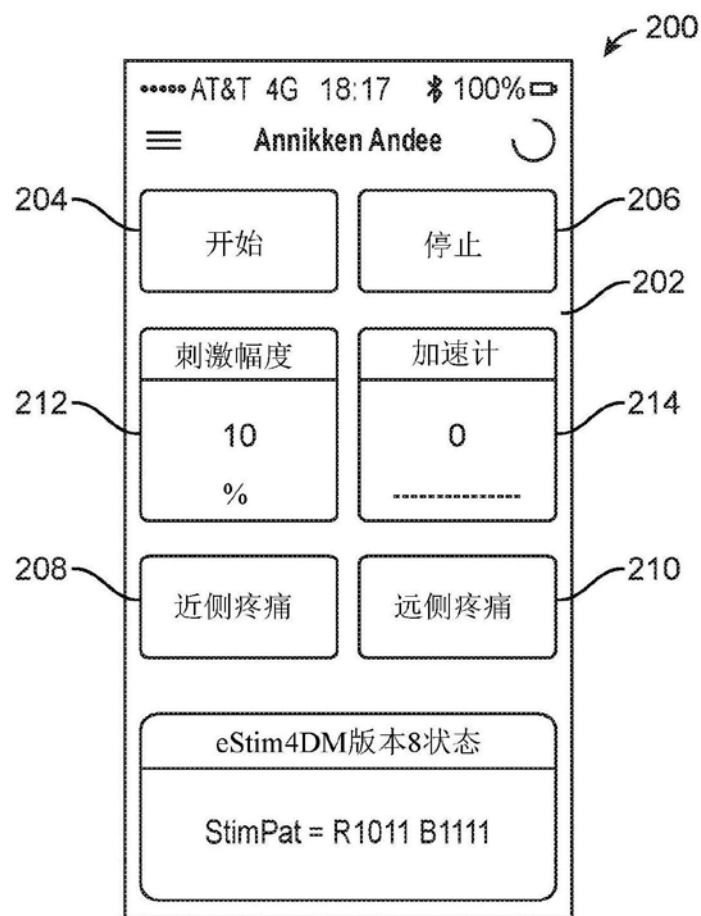 200
•••••AT&T 4G 18:17 100%
Annikken Andee
204 开始 停止 206
202
刺激幅度 加速计
212 10 0 214
% ---------------
208 近侧疼痛 远侧疼痛 210
eStim4DM版本8状态
StimPat = R1011 B1111